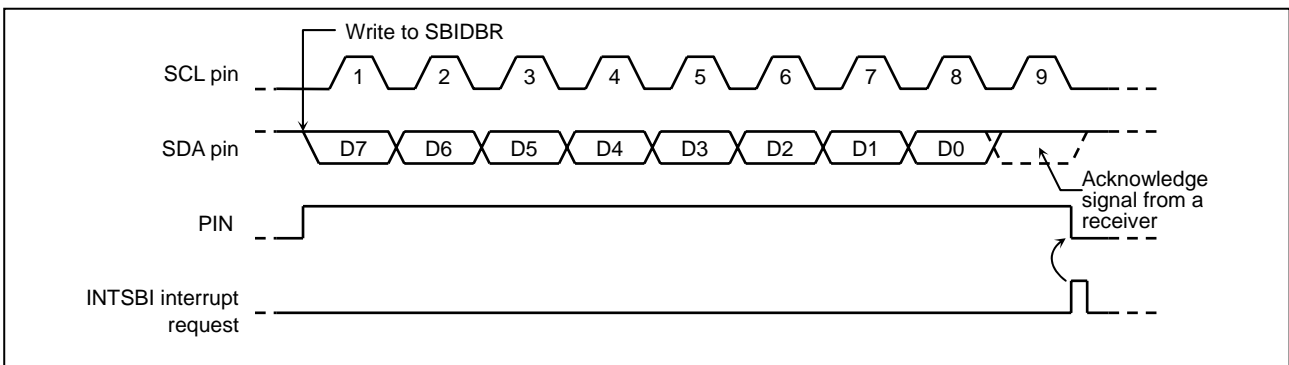 Write to SBIDBR
SCL pin
1 2 3 4 5 6 7 8 9
SDA pin
D7 D6 D5 D4 D3 D2 D1 D0
Acknowledge
signal from a
receiver
PIN
INTSBI interrupt
request